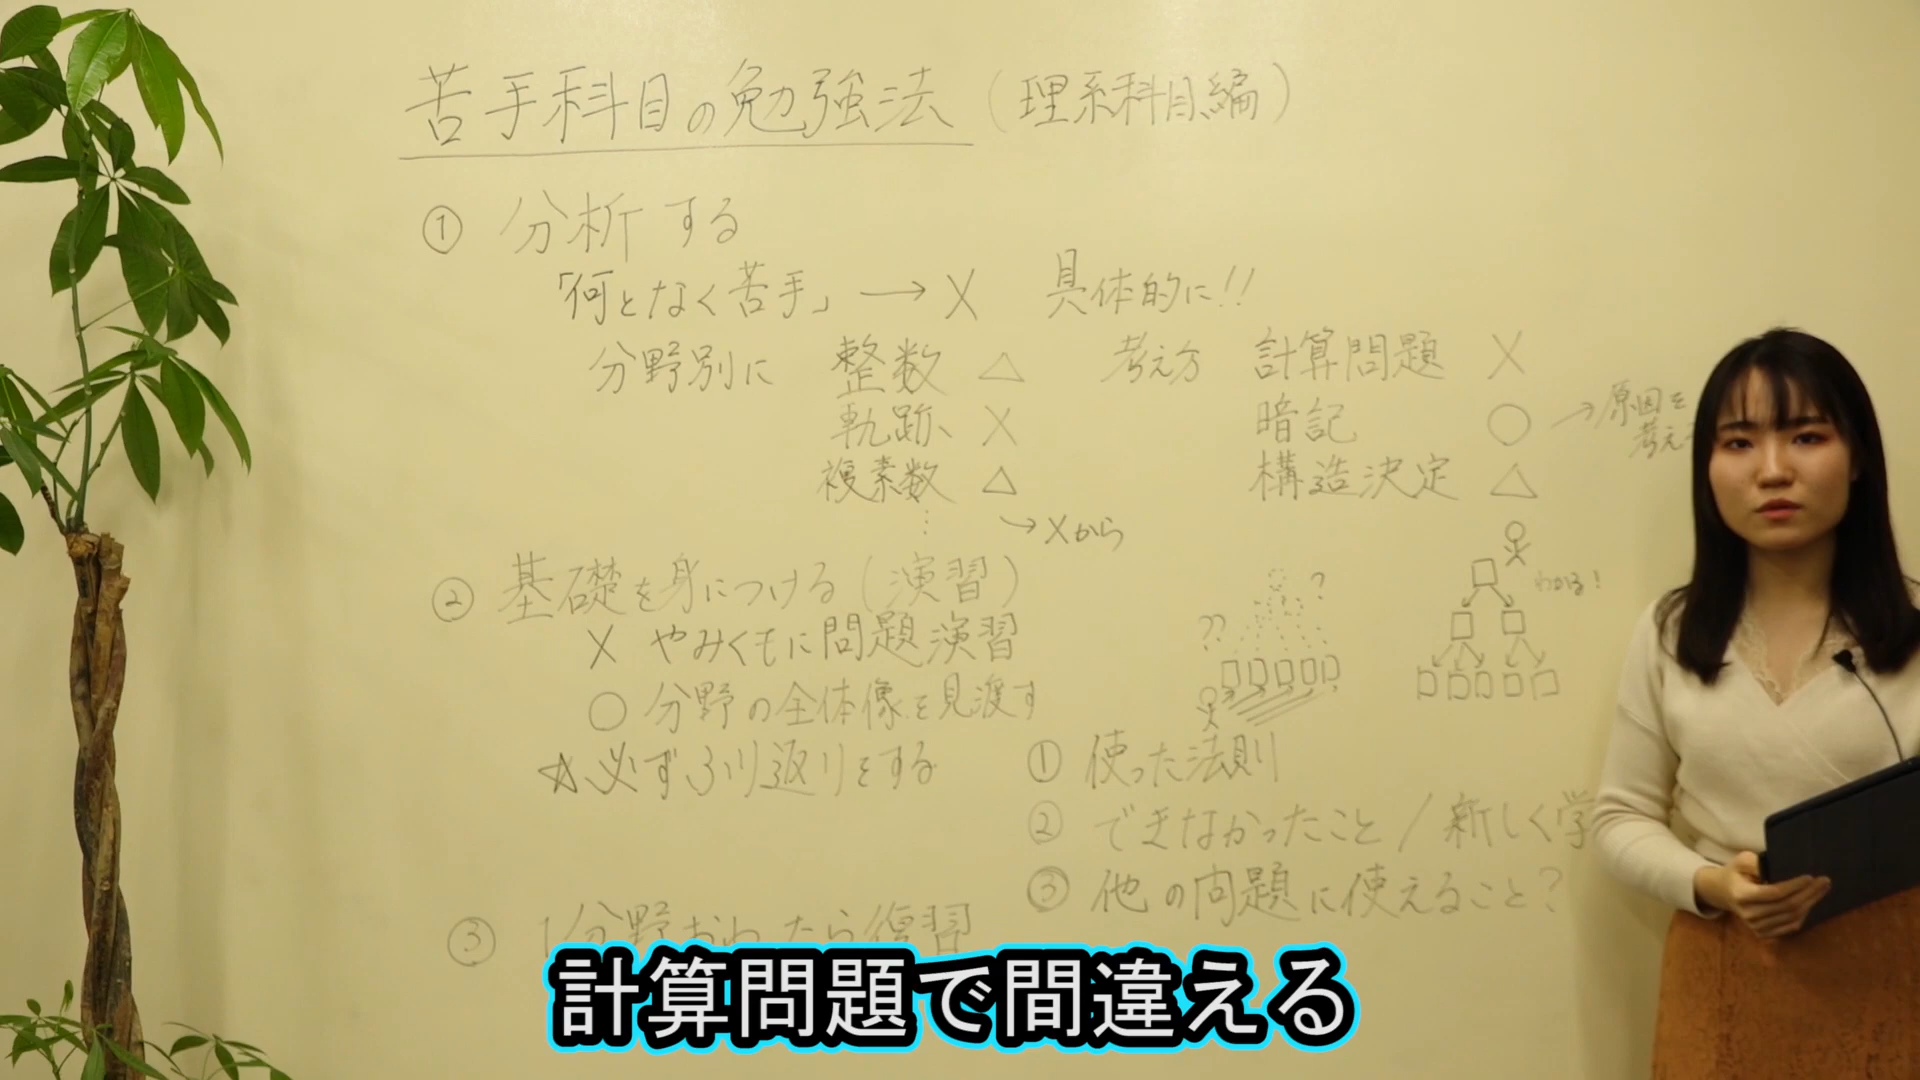 苦手科目の勉強法（理系科目編）
① 分析する
「何となく苦手」→ X 具体的に!!
分野別に 整数 △
軌跡 X
複素数 △
⋮
→ Xから
考え方 計算問題 X
暗記 ○ → 原因を
考え
構造決定 △
② 基礎を身につける（演習）
X やみくもに問題演習
○ 分野の全体像を見渡す
☆必ずふり返りをする
??
?
わかる!
① 使った法則
② できなかったこと / 新しく学
③ 他の問題に使えること?
③ 1分野おわったら復習
計算問題で間違える